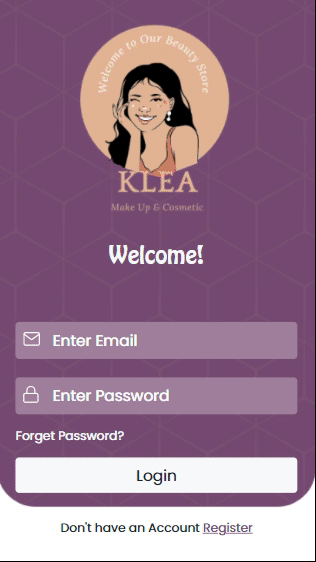 Welcome to Our Beauty Store
KLEA
Make Up & Cosmetic
Welcome!
Enter Email
Enter Password
Forget Password?
Login
Don't have an Account Register